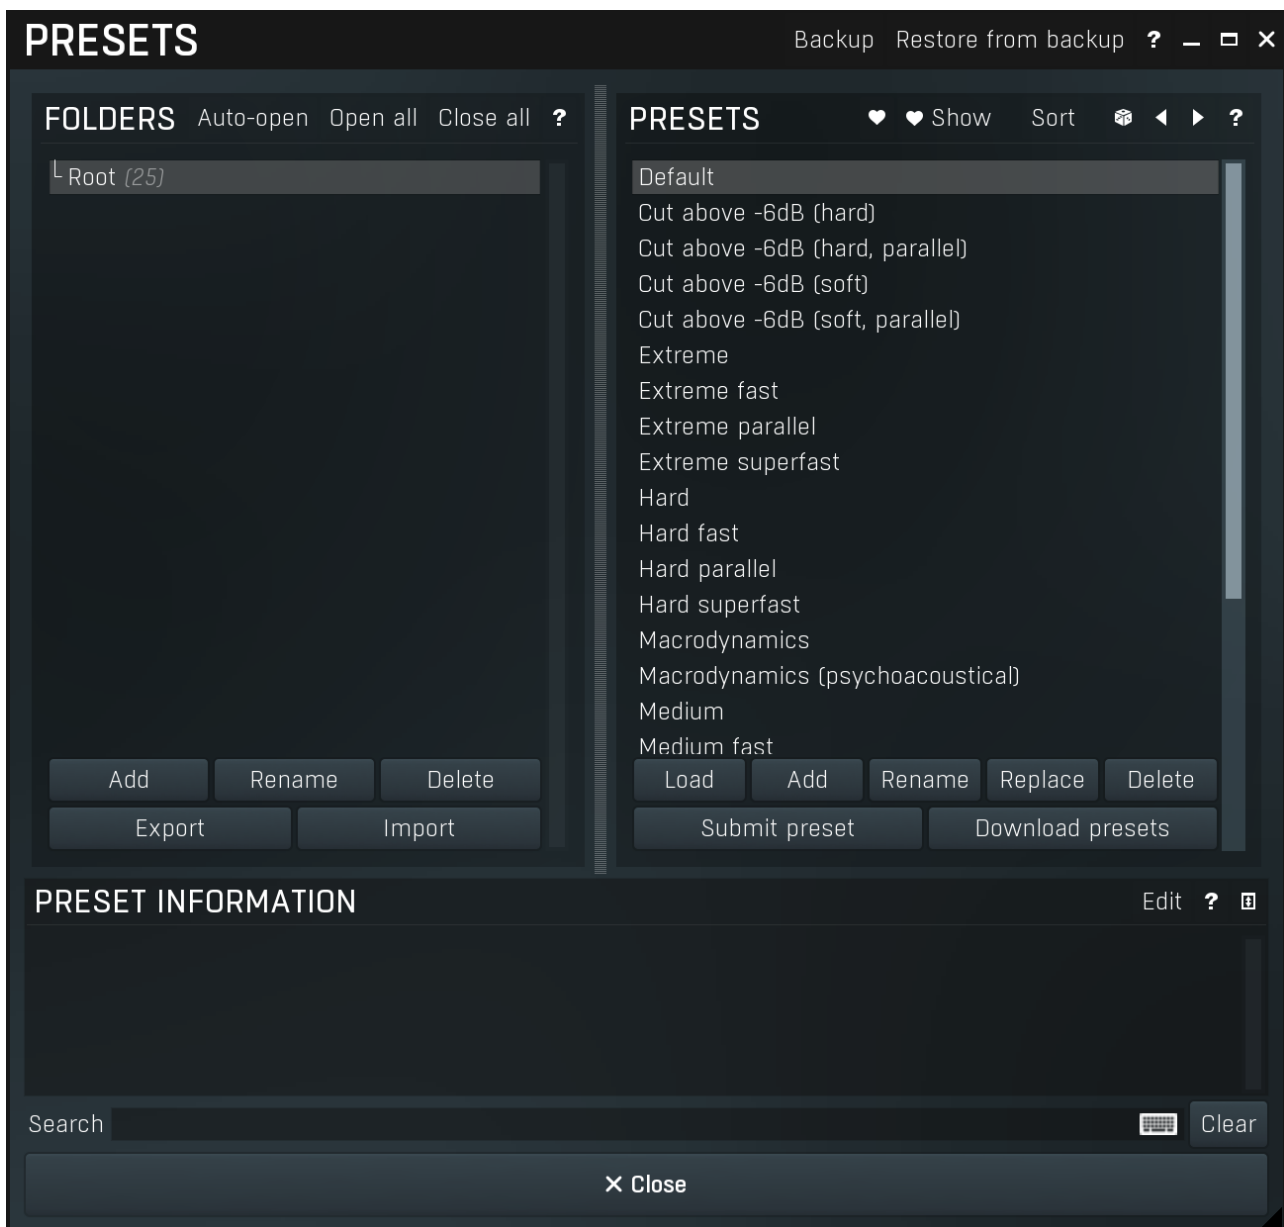 PRESETS Backup Restore from backup ?
FOLDERS Auto-open Open all Close all ?
Root (25)
Add Rename Delete
Export Import
PRESETS Show Sort ?
Default
Cut above -6dB (hard)
Cut above -6dB (hard, parallel)
Cut above -6dB (soft)
Cut above -6dB (soft, parallel)
Extreme
Extreme fast
Extreme parallel
Extreme superfast
Hard
Hard fast
Hard parallel
Hard superfast
Macrodynamics
Macrodynamics (psychoacoustical)
Medium
Medium fast
Load Add Rename Replace Delete
Submit preset Download presets
PRESET INFORMATION Edit ?
Search Clear
Close